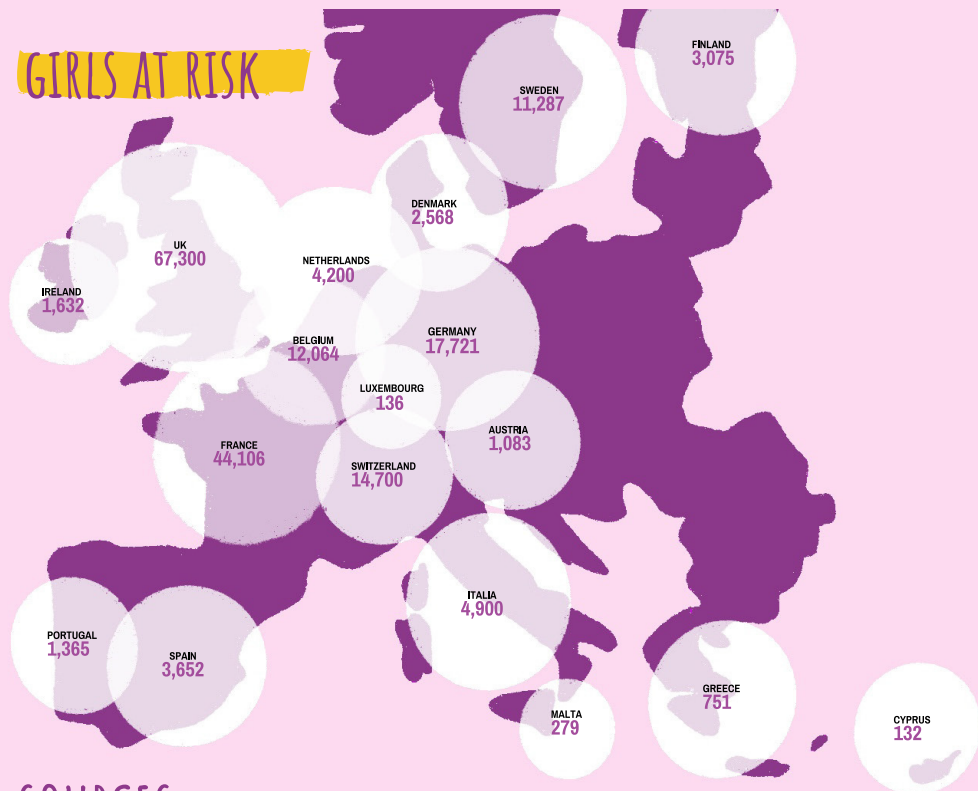 GIRLS AT RISK
FINLAND
3,075
SWEDEN
11,287
DENMARK
2,568
UK
67,300
NETHERLANDS
4,200
IRELAND
1,632
BELGIUM
12,064
GERMANY
17,721
LUXEMBOURG
136
AUSTRIA
1,083
FRANCE
44,106
SWITZERLAND
14,700
ITALIA
4,900
PORTUGAL
1,365
SPAIN
3,652
GREECE
751
MALTA
279
CYPRUS
132
SOURCES